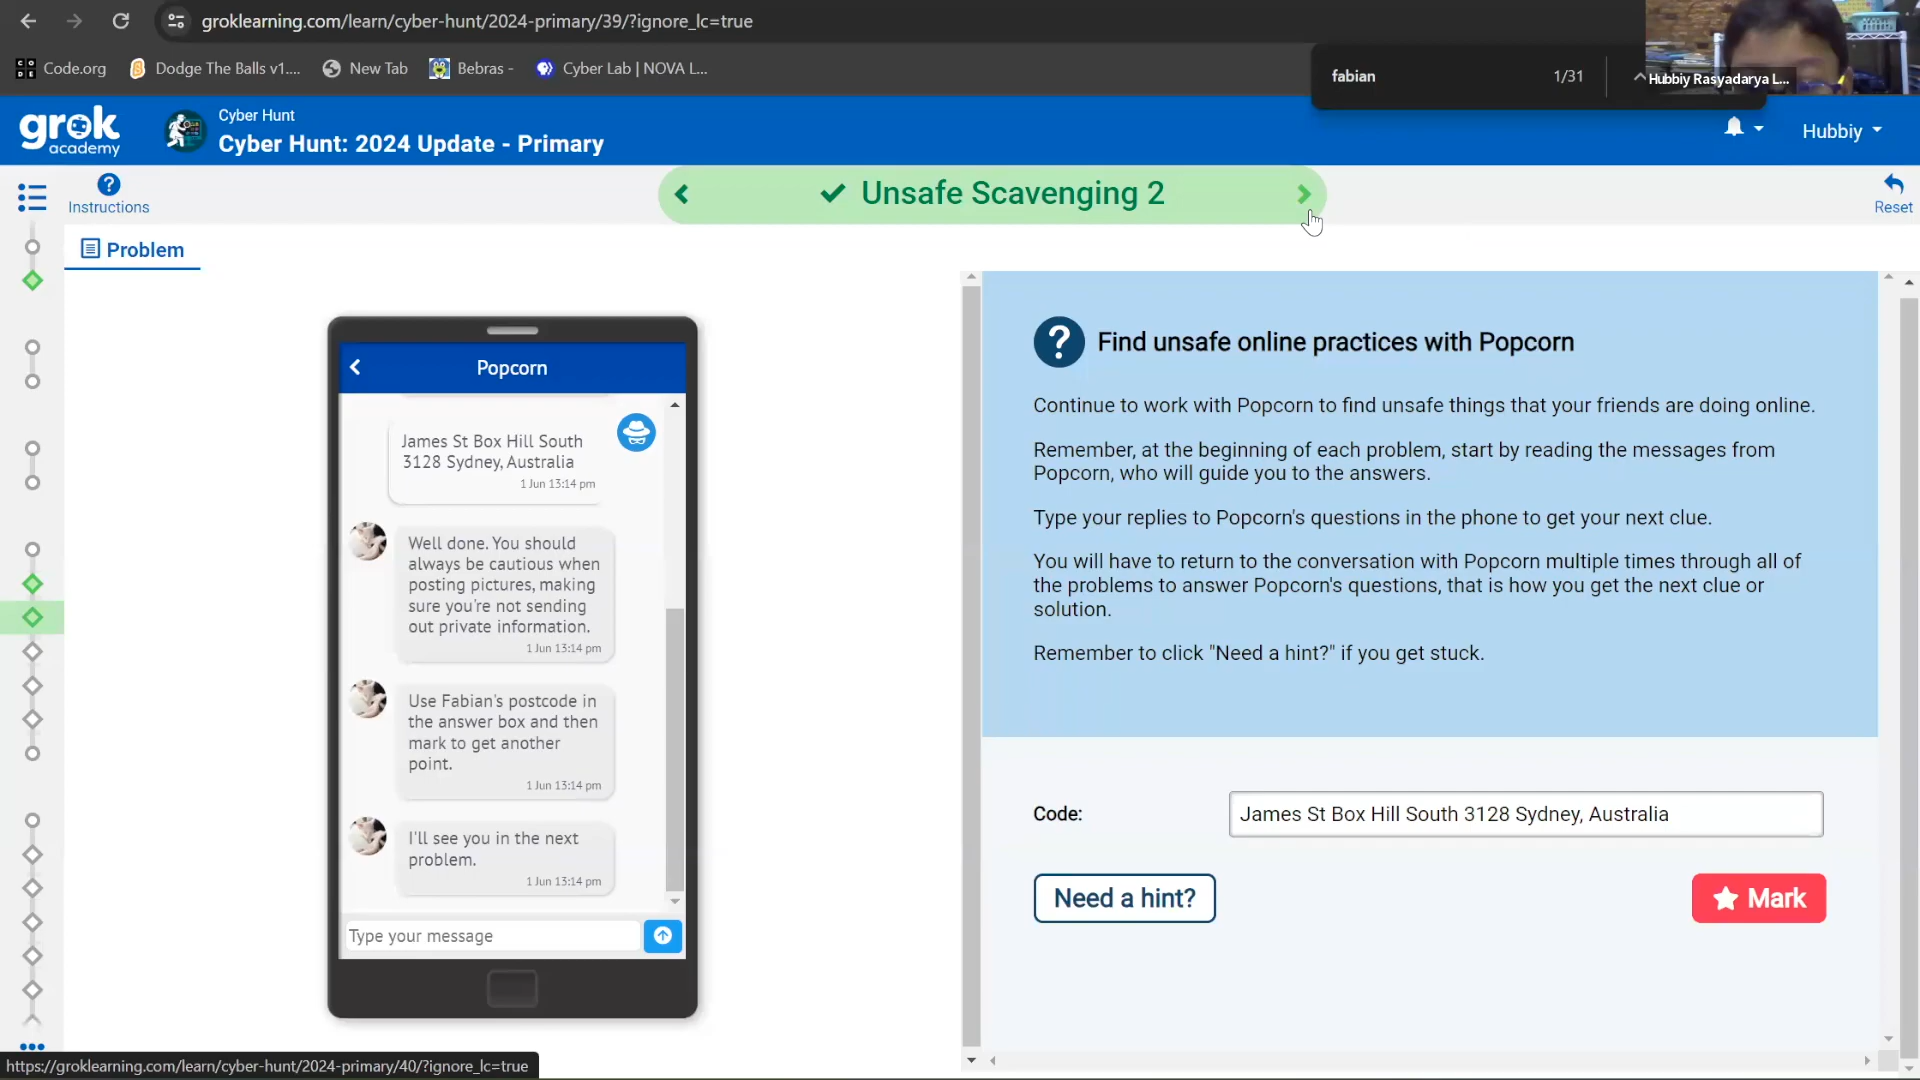 groklearning.com/learn/cyber-hunt/2024-primary/39/?ignore_lc=true
CODE Code.org
Dodge The Balls v1....
New Tab
Bebras -
Cyber Lab | NOVA L...
fabian
1/31
Hubbiy Rasyadarya L...
grok academy
Cyber Hunt
Cyber Hunt: 2024 Update - Primary
Hubbiy
Instructions
Unsafe Scavenging 2
Reset
Problem
Popcorn
James St Box Hill South
3128 Sydney, Australia
1 Jun 13:14 pm
Well done. You should
always be cautious when
posting pictures, making
sure you're not sending
out private information.
1 Jun 13:14 pm
Use Fabian's postcode in
the answer box and then
mark to get another
point.
1 Jun 13:14 pm
I'll see you in the next
problem.
1 Jun 13:14 pm
Type your message
? Find unsafe online practices with Popcorn
Continue to work with Popcorn to find unsafe things that your friends are doing online.
Remember, at the beginning of each problem, start by reading the messages from
Popcorn, who will guide you to the answers.
Type your replies to Popcorn's questions in the phone to get your next clue.
You will have to return to the conversation with Popcorn multiple times through all of
the problems to answer Popcorn's questions, that is how you get the next clue or
solution.
Remember to click "Need a hint?" if you get stuck.
Code:
James St Box Hill South 3128 Sydney, Australia
Need a hint?
Mark
https://groklearning.com/learn/cyber-hunt/2024-primary/40/?ignore_lc=true